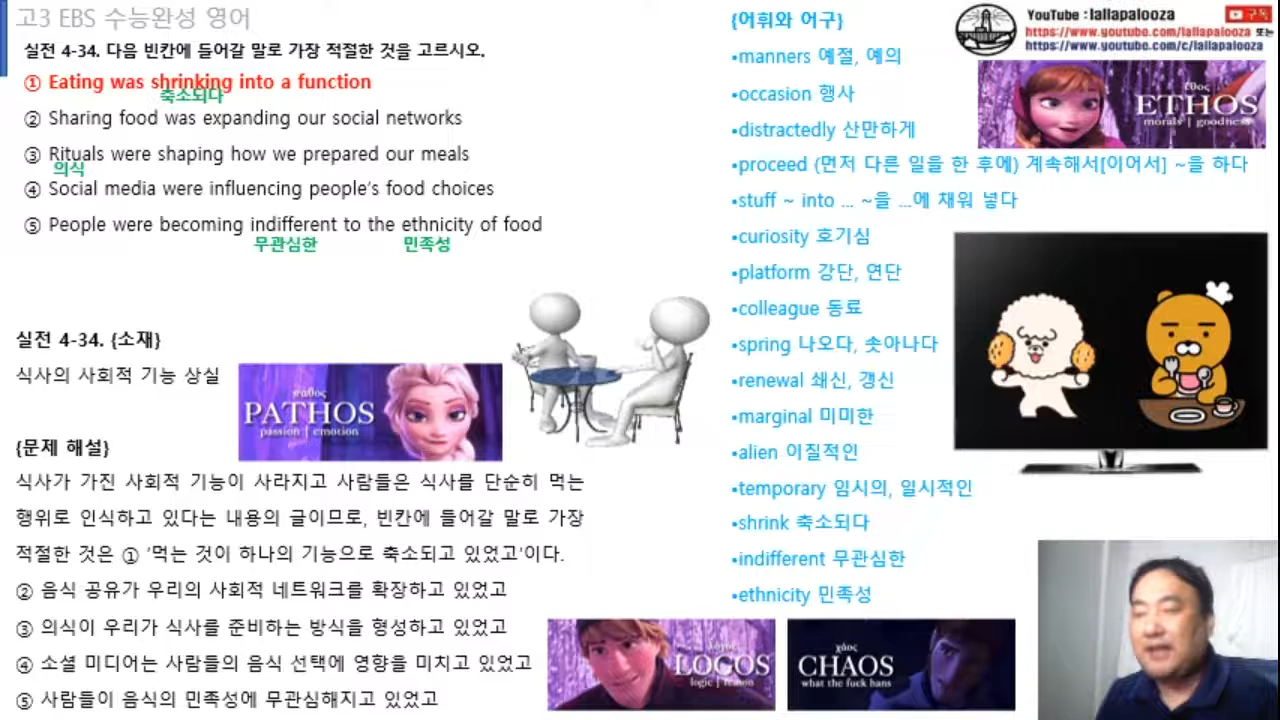 고3 EBS 수능완성 영어
실전 4-34. 다음 빈칸에 들어갈 말로 가장 적절한 것을 고르시오.
① Eating was shrinking into a function
축소되다
② Sharing food was expanding our social networks
③ Rituals were shaping how we prepared our meals
의식
④ Social media were influencing people's food choices
⑤ People were becoming indifferent to the ethnicity of food
무관심한 민족성
실전 4-34. {소재}
식사의 사회적 기능 상실
παθος
PATHOS
passion | emotion
{문제 해설}
식사가 가진 사회적 기능이 사라지고 사람들은 식사를 단순히 먹는
행위로 인식하고 있다는 내용의 글이므로, 빈칸에 들어갈 말로 가장
적절한 것은 ① '먹는 것이 하나의 기능으로 축소되고 있었고'이다.
② 음식 공유가 우리의 사회적 네트워크를 확장하고 있었고
③ 의식이 우리가 식사를 준비하는 방식을 형성하고 있었고
④ 소셜 미디어는 사람들의 음식 선택에 영향을 미치고 있었고
⑤ 사람들이 음식의 민족성에 무관심해지고 있었고
{어휘와 어구}
•manners 예절, 예의
•occasion 행사
•distractedly 산만하게
•proceed (먼저 다른 일을 한 후에) 계속해서[이어서] ~을 하다
•stuff ~ into ... ~을 ...에 채워 넣다
•curiosity 호기심
•platform 강단, 연단
•colleague 동료
•spring 나오다, 솟아나다
•renewal 쇄신, 갱신
•marginal 미미한
•alien 이질적인
•temporary 임시의, 일시적인
•shrink 축소되다
•indifferent 무관심한
•ethnicity 민족성
YouTube : lallapalooza
구독
https://www.youtube.com/lallapalooza 또는
https://www.youtube.com/c/lallapalooza
ἔθος
ETHOS
morals | goodness
λόγος
LOGOS
logic | reason
χάος
CHAOS
what the fuck hans